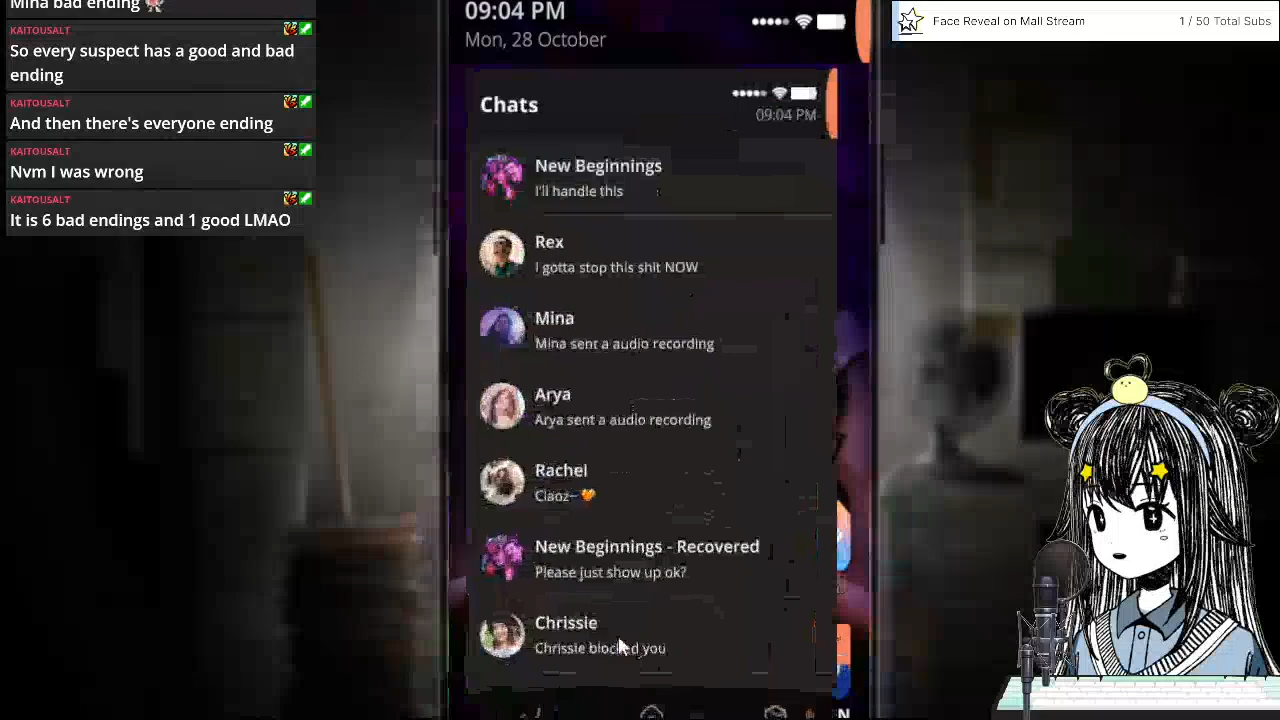 Mina bad ending
KAITOUSALT
So every suspect has a good and bad
ending
KAITOUSALT
And then there's everyone ending
KAITOUSALT
Nvm I was wrong
KAITOUSALT
It is 6 bad endings and 1 good LMAO
09:04 PM
Mon, 28 October
Chats
09:04 PM
New Beginnings
I'll handle this
Rex
I gotta stop this shit NOW
Mina
Mina sent a audio recording
Arya
Arya sent a audio recording
Rachel
Ciaoz~ 🧡
New Beginnings - Recovered
Please just show up ok?
Chrissie
Chrissie blocked you
Face Reveal on Mall Stream
1 / 50 Total Subs